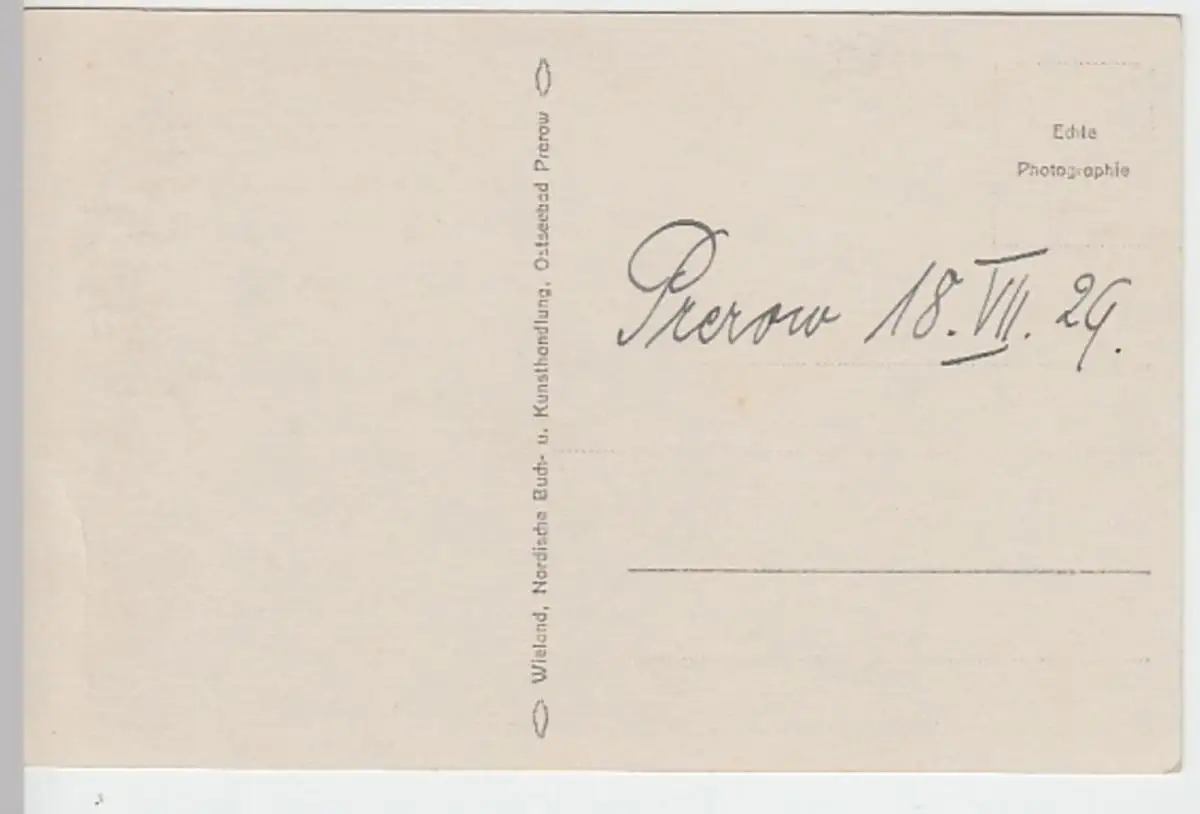 Wieland, Nordische Buch- u. Kunsthandlung, Ostseebad Prerow
Echte
Photographie
Prerow 18. VII. 29.